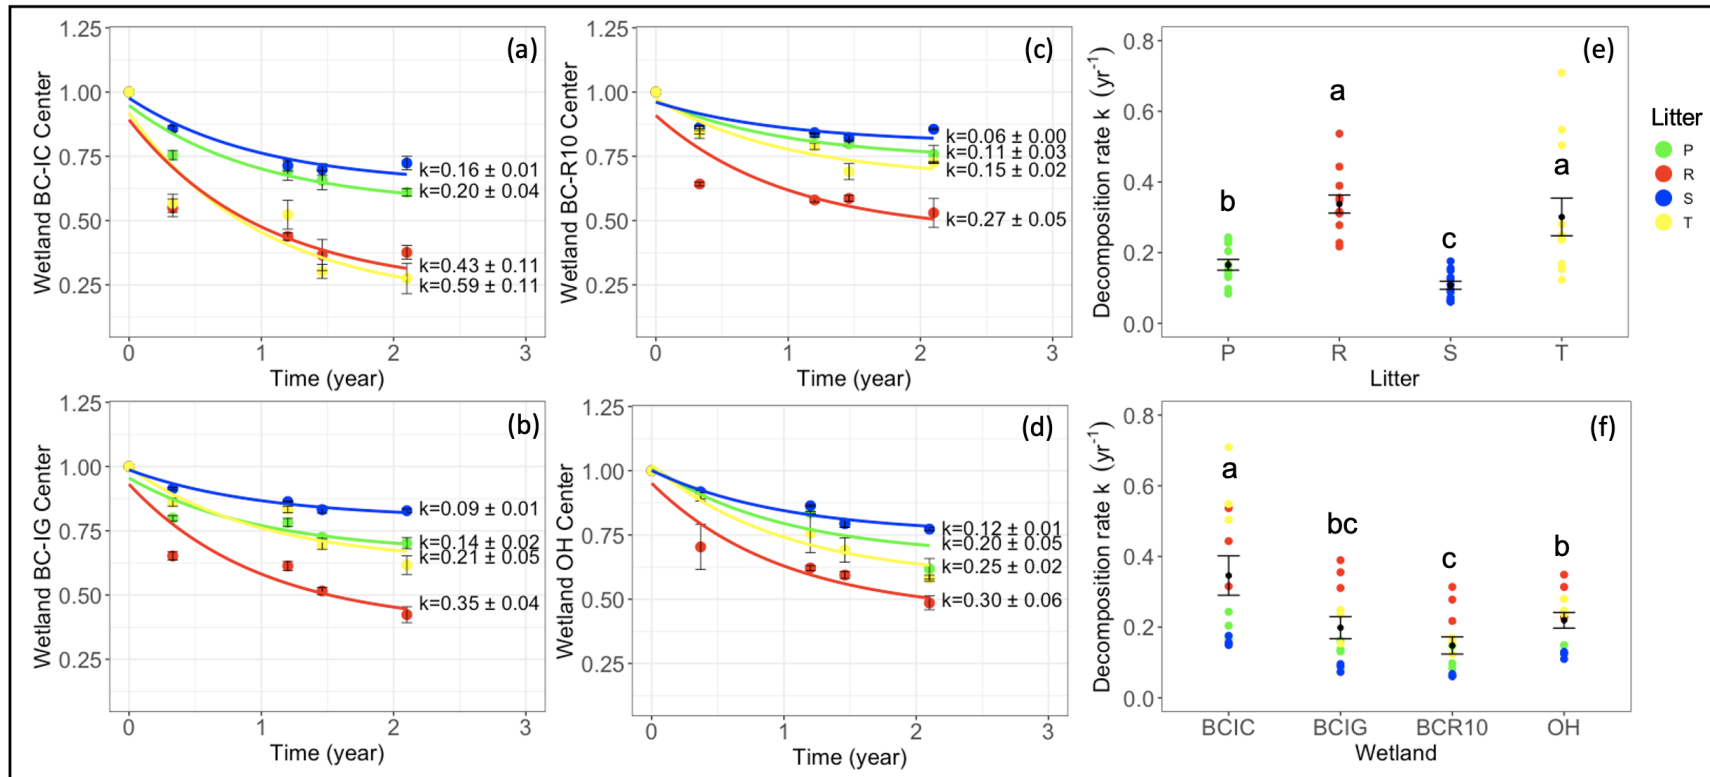 (a)
Wetland BC-IC Center
1.25
1.00
0.75
0.50
0.25
k=0.16 ± 0.01
k=0.20 ± 0.04
k=0.43 ± 0.11
k=0.59 ± 0.11
0 1 2 3
Time (year)
(c)
Wetland BC-R10 Center
1.25
1.00
0.75
0.50
0.25
k=0.06 ± 0.00
k=0.11 ± 0.03
k=0.15 ± 0.02
k=0.27 ± 0.05
0 1 2 3
Time (year)
(e)
Decomposition rate k (yr⁻¹)
0.8
0.6
0.4
0.2
0.0
b
a
c
a
P R S T
Litter
Litter
P
R
S
T
(b)
Wetland BC-IG Center
1.25
1.00
0.75
0.50
0.25
k=0.09 ± 0.01
k=0.14 ± 0.02
k=0.21 ± 0.05
k=0.35 ± 0.04
0 1 2 3
Time (year)
(d)
Wetland OH Center
1.25
1.00
0.75
0.50
0.25
k=0.12 ± 0.01
k=0.20 ± 0.05
k=0.25 ± 0.02
k=0.30 ± 0.06
0 1 2 3
Time (year)
(f)
Decomposition rate k (yr⁻¹)
0.8
0.6
0.4
0.2
0.0
a
bc
c
b
BCIC BCIG BCR10 OH
Wetland